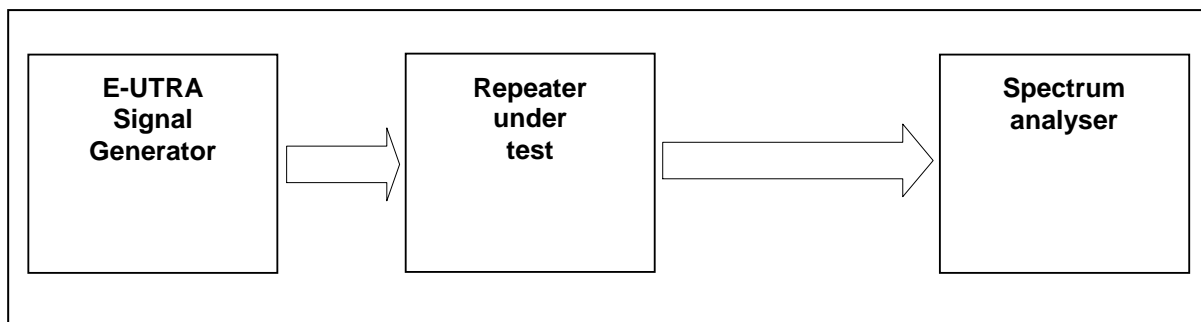 E-UTRA
Signal
Generator
Repeater
under
test
Spectrum
analyser